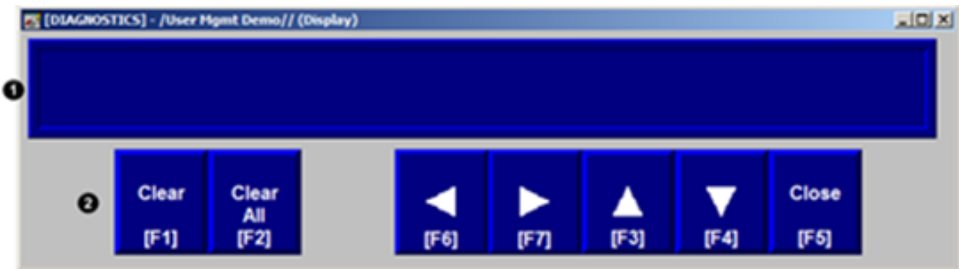 [DIAGNOSTICS] - /User Mgmt Demo// (Display)
1
2
Clear
[F1]
Clear
All
[F2]
[F6]
[F7]
[F3]
[F4]
Close
[F5]